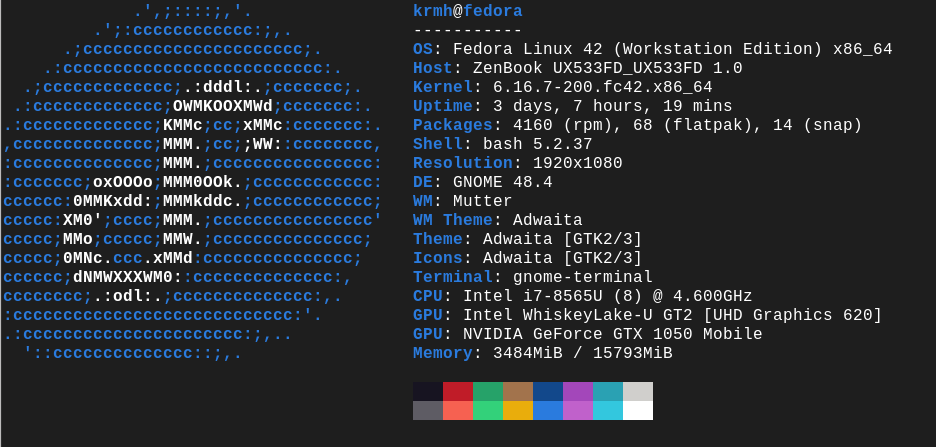 .',;::::;,'.
         .';:cccccccccccc:;,.
      .;cccccccccccccccccccccc;.
    .:cccccccccccccccccccccccccc:.
  .;ccccccccccccc;.:dddl:.;ccccccc;.
 .:ccccccccccccc;OWMKOOXMWd;ccccccc:.
.:ccccccccccccc;KMMc;cc;xMMc:ccccccc:.
,cccccccccccccc;MMM.;cc;;WW::cccccccc,
:cccccccccccccc;MMM.;cccccccccccccccc:
:ccccccc;oxOOOo;MMM0OOk.;cccccccccccc:
cccccc:0MMKxdd:;MMMkddc.;cccccccccccc;
ccccc:XM0';cccc;MMM.;cccccccccccccccc'
ccccc;MMo;ccccc;MMW.;ccccccccccccccc;
ccccc;0MNc.ccc.xMMd:ccccccccccccccc;
cccccc;dNMWXXXWM0::cccccccccccccc:,
cccccccc;.:odl:.;cccccccccccccc:,.
:cccccccccccccccccccccccccccc:'.
.:cccccccccccccccccccccc:;,..
  '::cccccccccccccc::;,.
krmh@fedora
-----------
OS: Fedora Linux 42 (Workstation Edition) x86_64
Host: ZenBook UX533FD_UX533FD 1.0
Kernel: 6.16.7-200.fc42.x86_64
Uptime: 3 days, 7 hours, 19 mins
Packages: 4160 (rpm), 68 (flatpak), 14 (snap)
Shell: bash 5.2.37
Resolution: 1920x1080
DE: GNOME 48.4
WM: Mutter
WM Theme: Adwaita
Theme: Adwaita [GTK2/3]
Icons: Adwaita [GTK2/3]
Terminal: gnome-terminal
CPU: Intel i7-8565U (8) @ 4.600GHz
GPU: Intel WhiskeyLake-U GT2 [UHD Graphics 620]
GPU: NVIDIA GeForce GTX 1050 Mobile
Memory: 3484MiB / 15793MiB